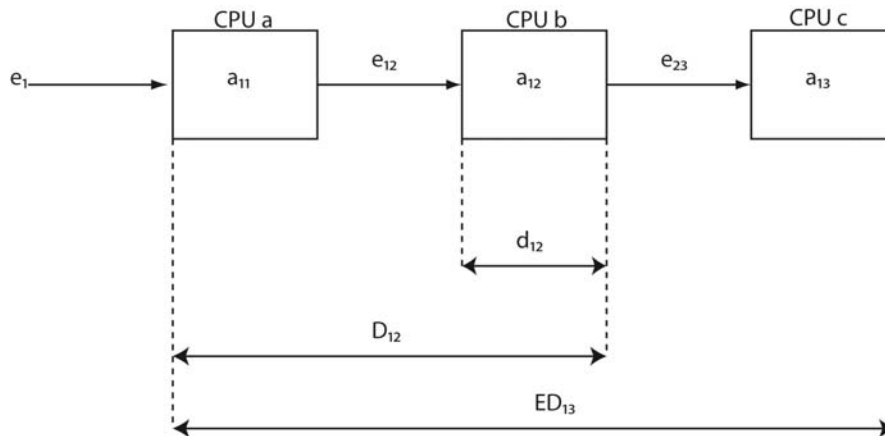 CPU a
CPU b
CPU c
e₁
a₁₁
e₁₂
a₁₂
e₂₃
a₁₃
d₁₂
D₁₂
ED₁₃